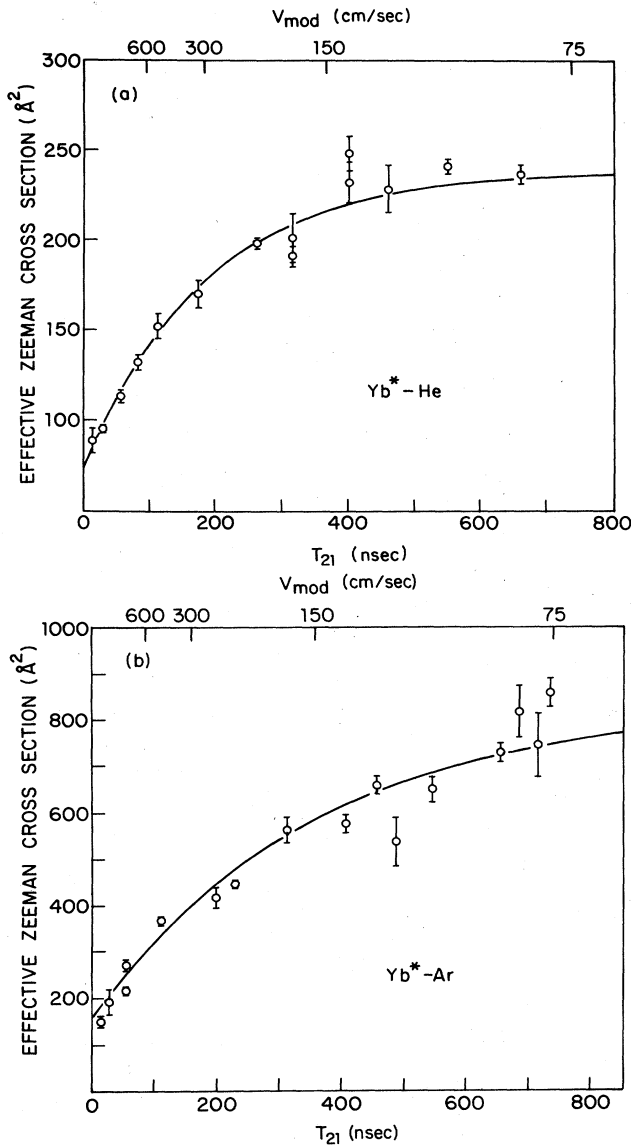 V mod (cm/sec)
600 300 150 75
300
(a)
250
200
150
100
EFFECTIVE ZEEMAN CROSS SECTION (Å²)
Yb* – He
0 200 400 600 800
T21 (nsec)
V mod (cm/sec)
600 300 150 75
1000
(b)
800
600
400
200
EFFECTIVE ZEEMAN CROSS SECTION (Å²)
Yb* – Ar
0 200 400 600 800
T21 (nsec)